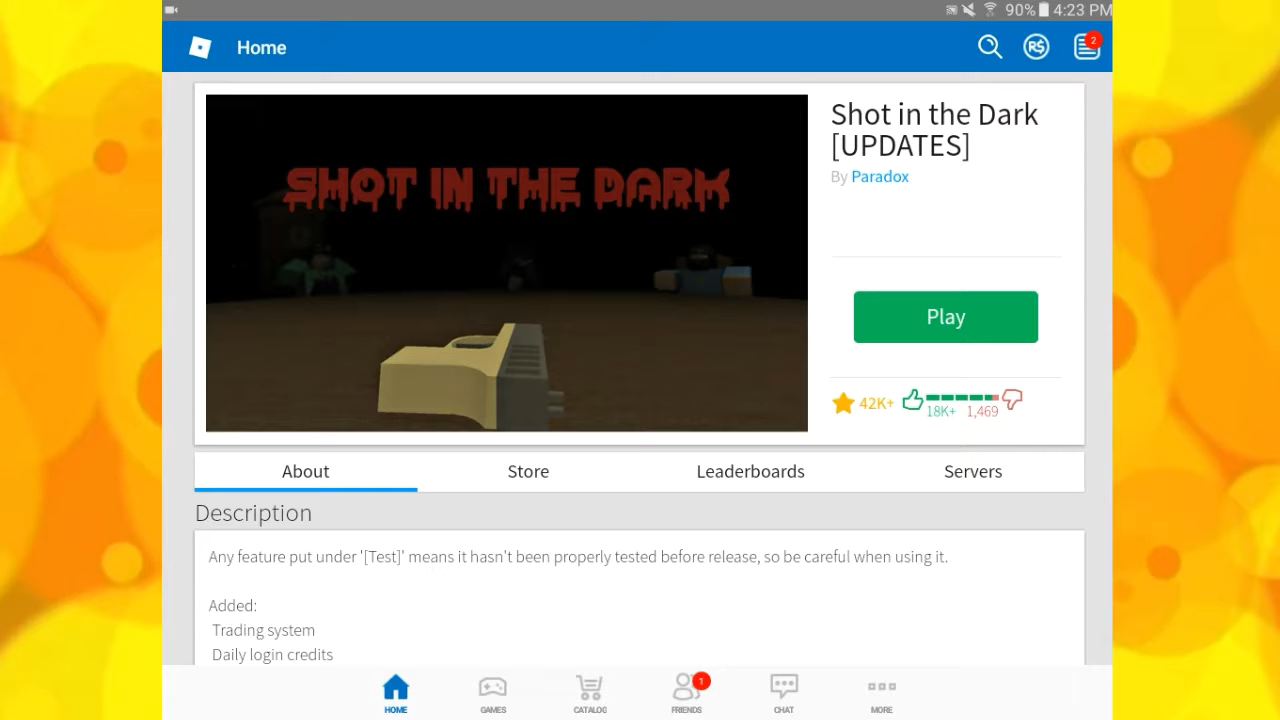 90% 4:23 PM
Home
R$
2
SHOT IN THE DARK
Shot in the Dark
[UPDATES]
By Paradox
Play
42K+
18K+ 1,469
About Store Leaderboards Servers
Description
Any feature put under '[Test]' means it hasn't been properly tested before release, so be careful when using it.
Added:
Trading system
Daily login credits
1
HOME GAMES CATALOG FRIENDS CHAT MORE